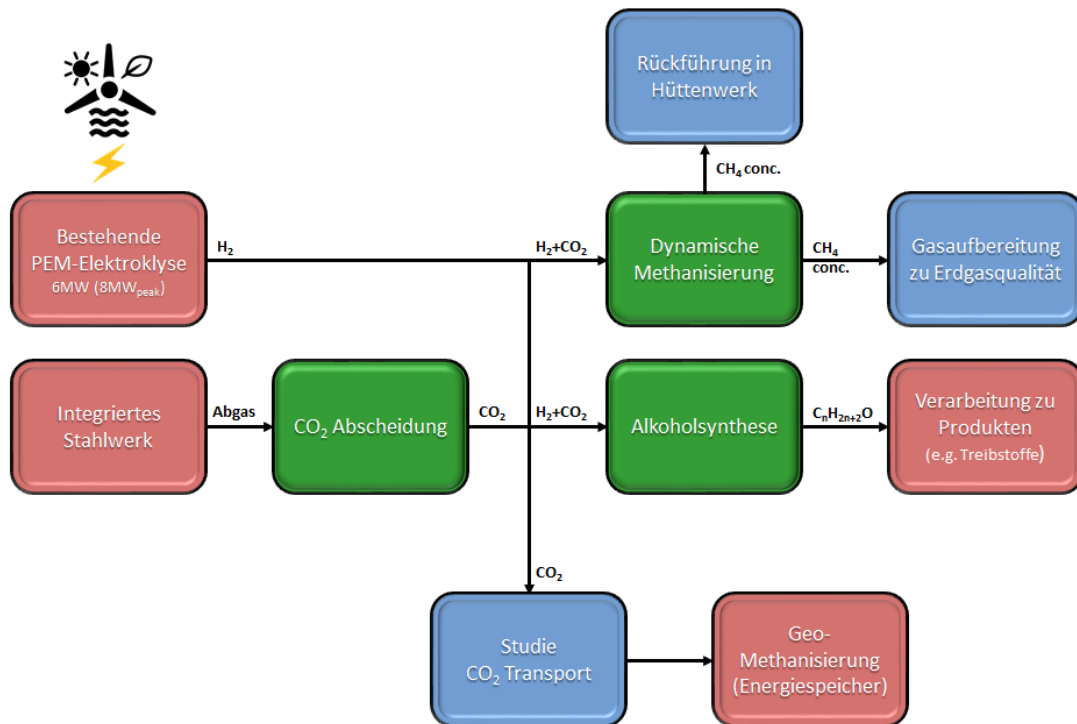 Rückführung in
Hüttenwerk
CH₄ conc.
Bestehende
PEM-Elektroklyse
6MW (8MWpeak)
H₂
H₂+CO₂
Dynamische
Methanisierung
CH₄
conc.
Gasaufbereitung
zu Erdgasqualität
Integriertes
Stahlwerk
Abgas
CO₂ Abscheidung
CO₂
H₂+CO₂
Alkoholsynthese
CₙH₂ₙ₊₂O
Verarbeitung zu
Produkten
(e.g. Treibstoffe)
CO₂
Studie
CO₂ Transport
Geo-
Methanisierung
(Energiespeicher)